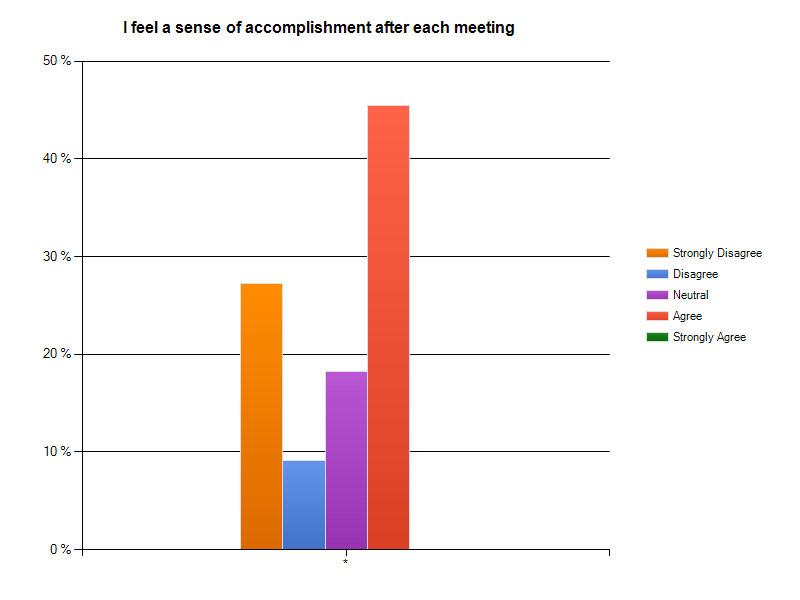 I feel a sense of accomplishment after each meeting
50 %
40 %
30 %
20 %
10 %
0 %
*
Strongly Disagree
Disagree
Neutral
Agree
Strongly Agree